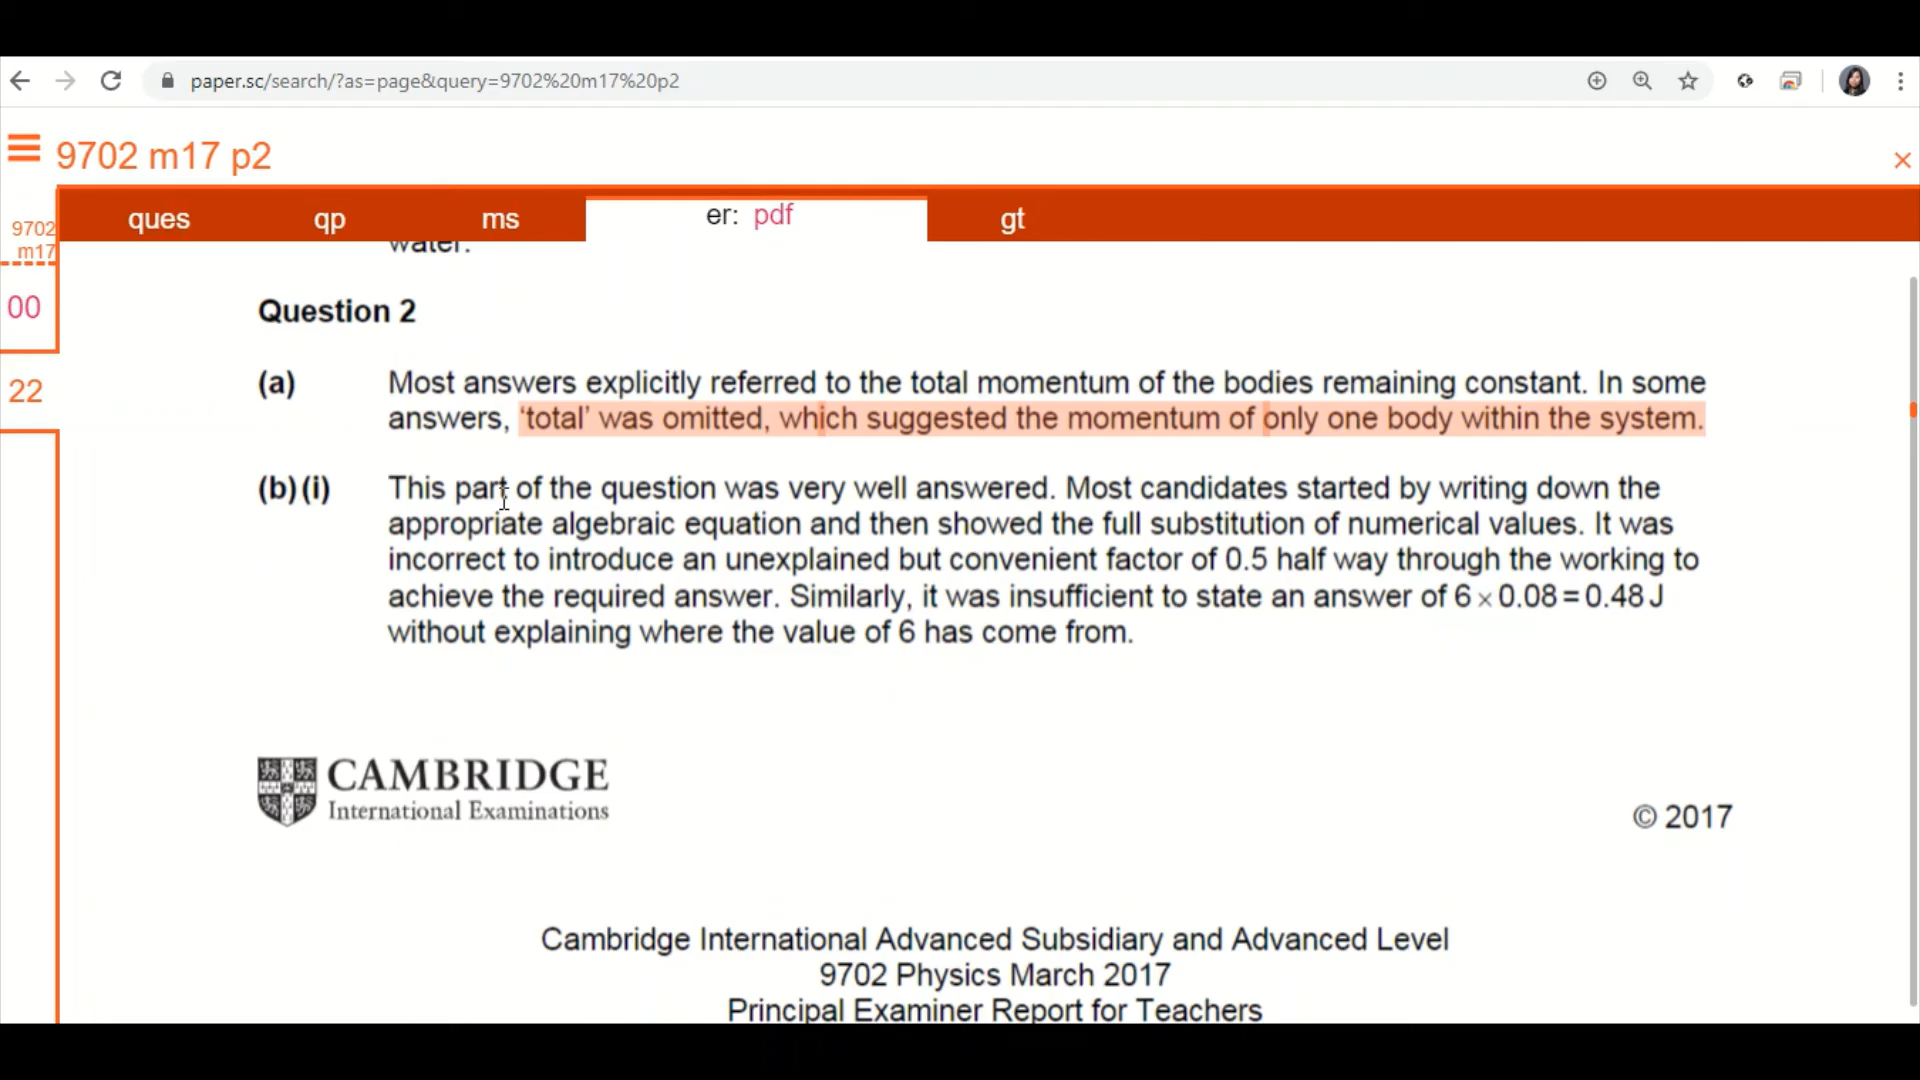 paper.sc/search/?as=page&query=9702%20m17%20p2
9702 m17 p2
×
ques qp ms er: pdf gt
9702
m17
00
22
water.
Question 2
(a) Most answers explicitly referred to the total momentum of the bodies remaining constant. In some
answers, ‘total’ was omitted, which suggested the momentum of only one body within the system.
(b)(i) This part of the question was very well answered. Most candidates started by writing down the
appropriate algebraic equation and then showed the full substitution of numerical values. It was
incorrect to introduce an unexplained but convenient factor of 0.5 half way through the working to
achieve the required answer. Similarly, it was insufficient to state an answer of 6 × 0.08 = 0.48 J
without explaining where the value of 6 has come from.
CAMBRIDGE
International Examinations
© 2017
Cambridge International Advanced Subsidiary and Advanced Level
9702 Physics March 2017
Principal Examiner Report for Teachers